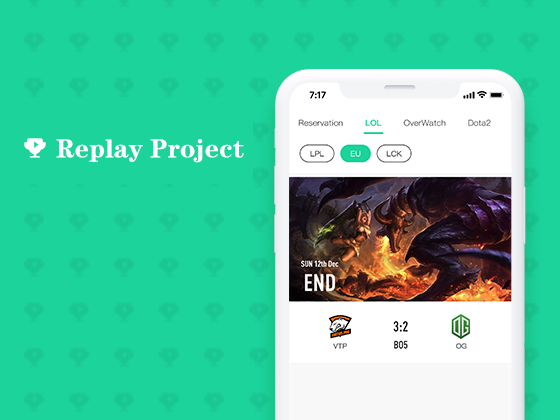 Replay Project
7:17
Reservation LOL OverWatch Dota2
LPL EU LCK
SUN 12th Dec
END
3:2
VTP BO5 OG